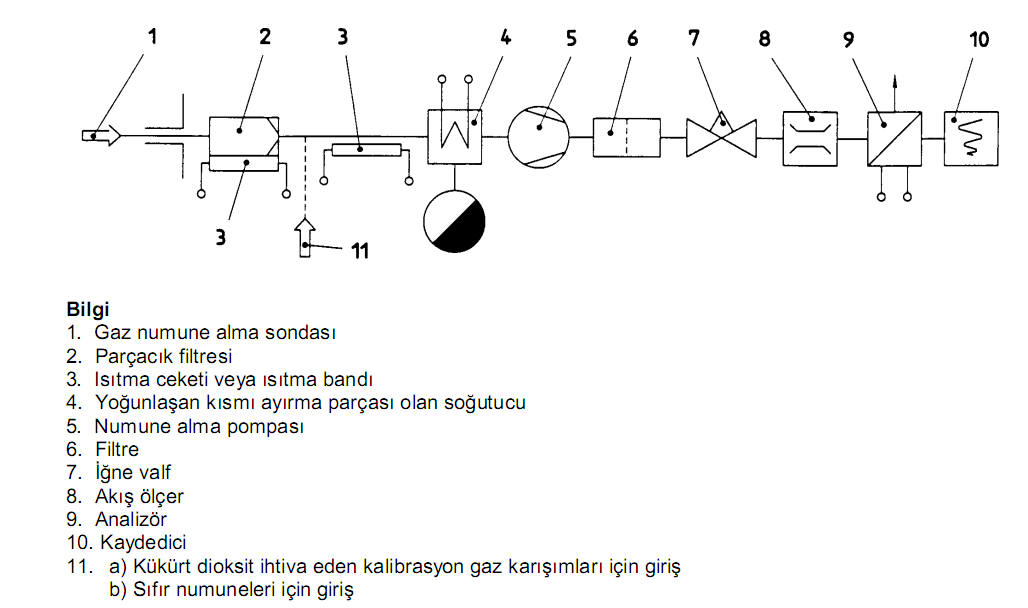 1 2 3 4 5 6 7 8 9 10
3
11
Bilgi
1. Gaz numune alma sondası
2. Parçacık filtresi
3. Isıtma ceketi veya ısıtma bandı
4. Yoğunlaşan kısmı ayırma parçası olan soğutucu
5. Numune alma pompası
6. Filtre
7. İğne valf
8. Akış ölçer
9. Analizör
10. Kaydedici
11. a) Kükürt dioksit ihtiva eden kalibrasyon gaz karışımları için giriş
b) Sıfır numuneleri için giriş